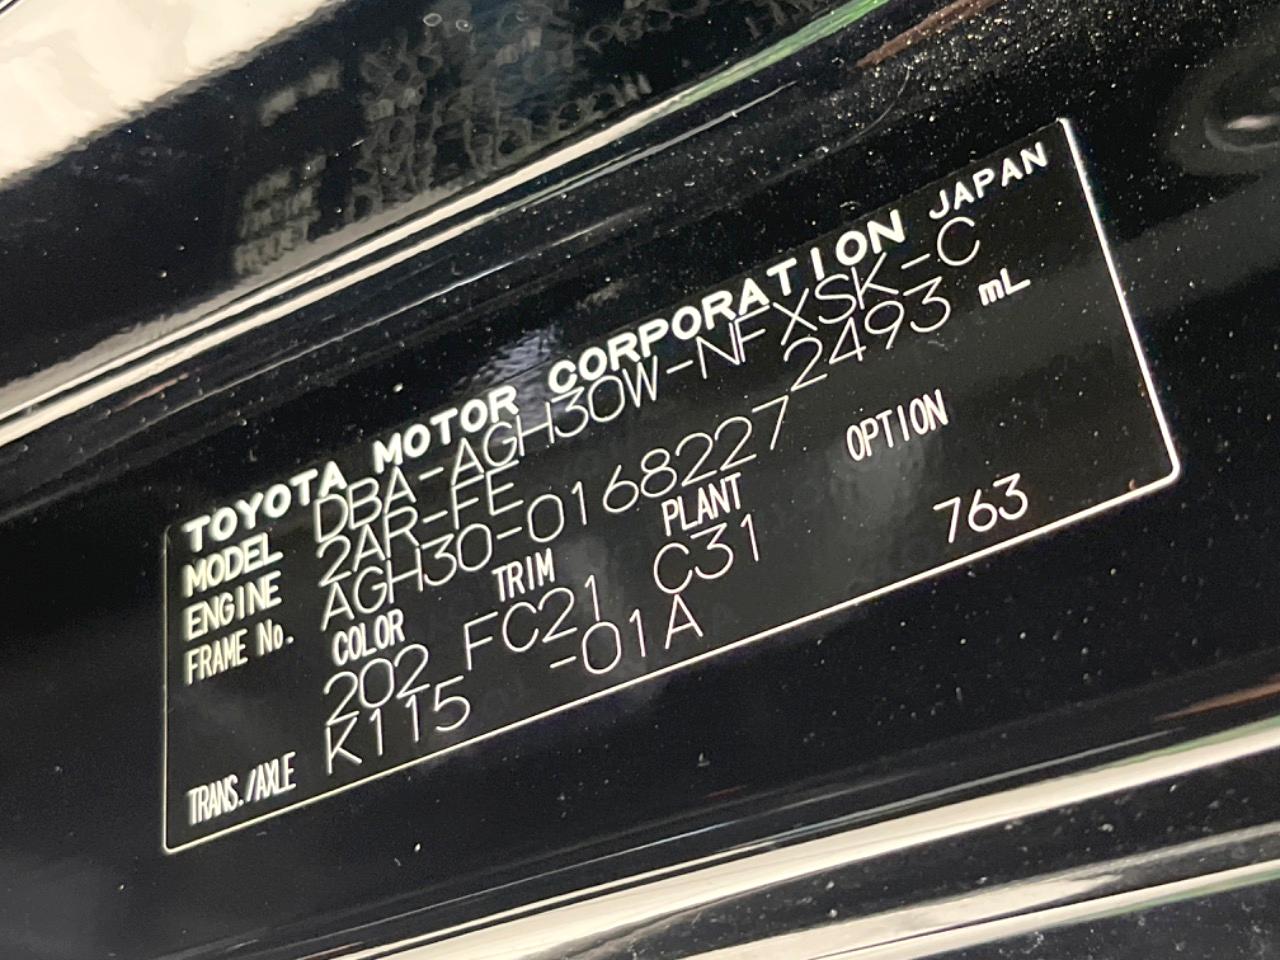 TOYOTA MOTOR CORPORATION JAPAN
MODEL DBA-AGH30W-NFXSK-C
ENGINE 2AR-FE 2493 mL
FRAME No. AGH30-0168227
COLOR TRIM PLANT OPTION
202 FC21 C31 763
TRANS./AXLE K115 -01A